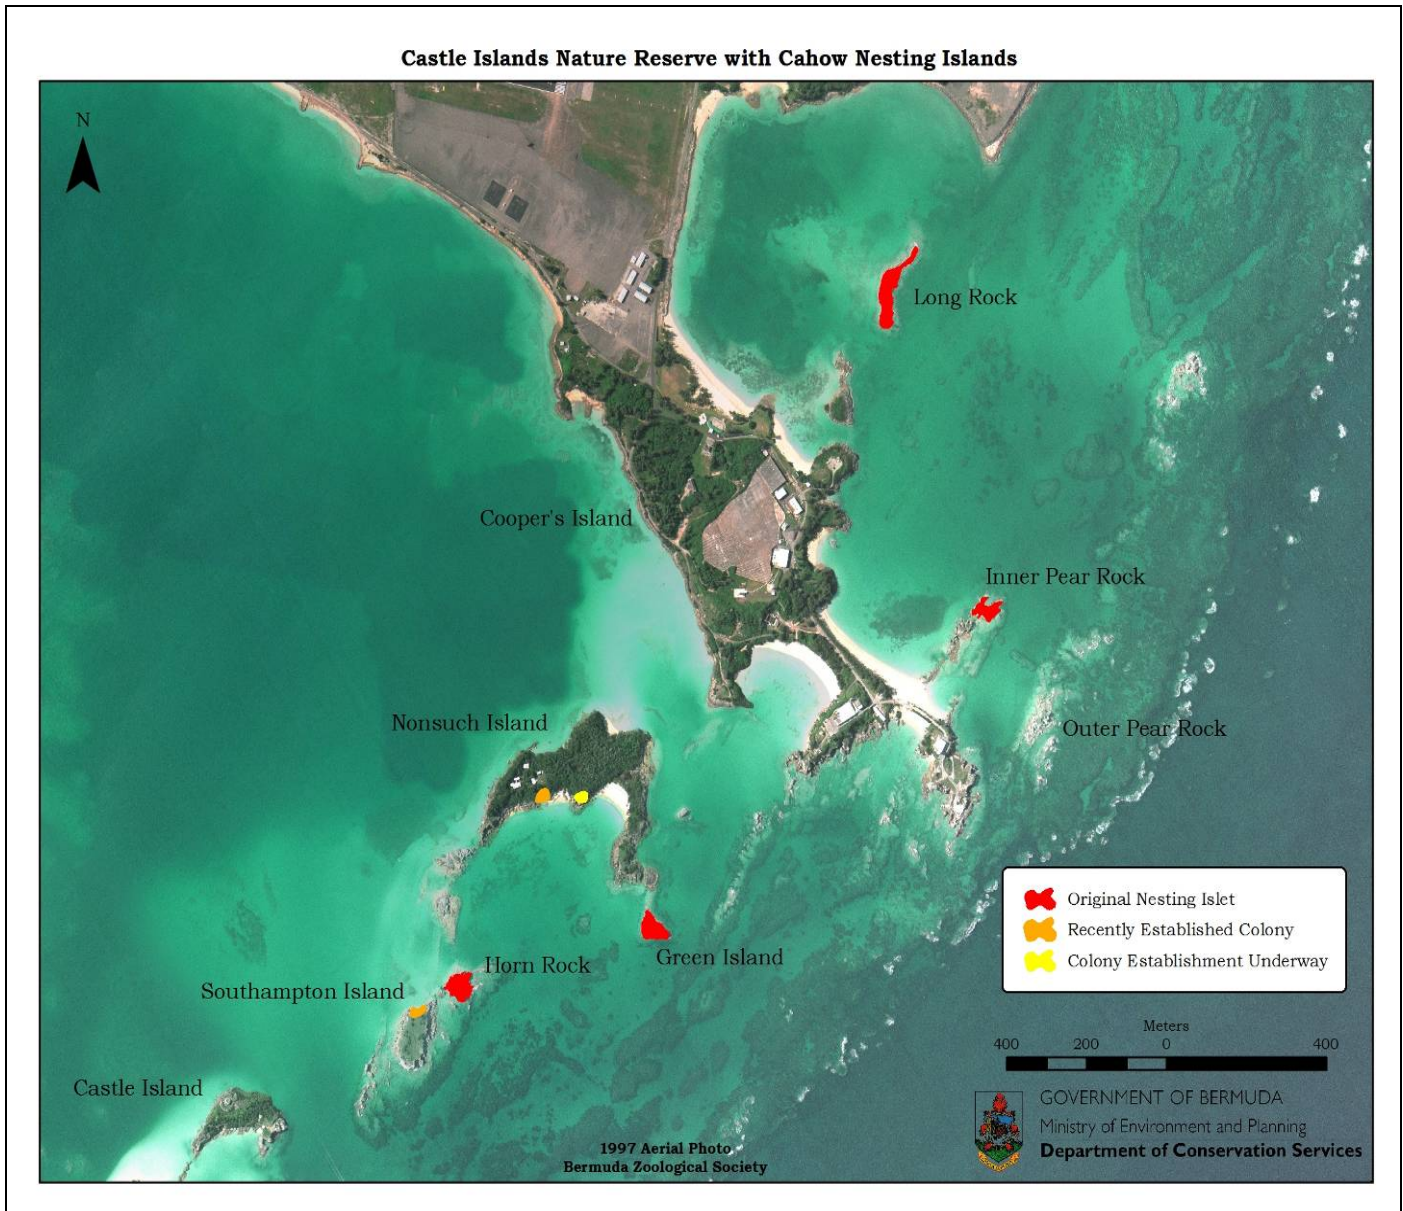 Castle Islands Nature Reserve with Cahow Nesting Islands
N
Long Rock
Cooper's Island
Inner Pear Rock
Nonsuch Island
Outer Pear Rock
Original Nesting Islet
Recently Established Colony
Colony Establishment Underway
Green Island
Horn Rock
Southampton Island
Meters
400 200 0 400
Castle Island
GOVERNMENT OF BERMUDA
Ministry of Environment and Planning
Department of Conservation Services
1997 Aerial Photo
Bermuda Zoological Society